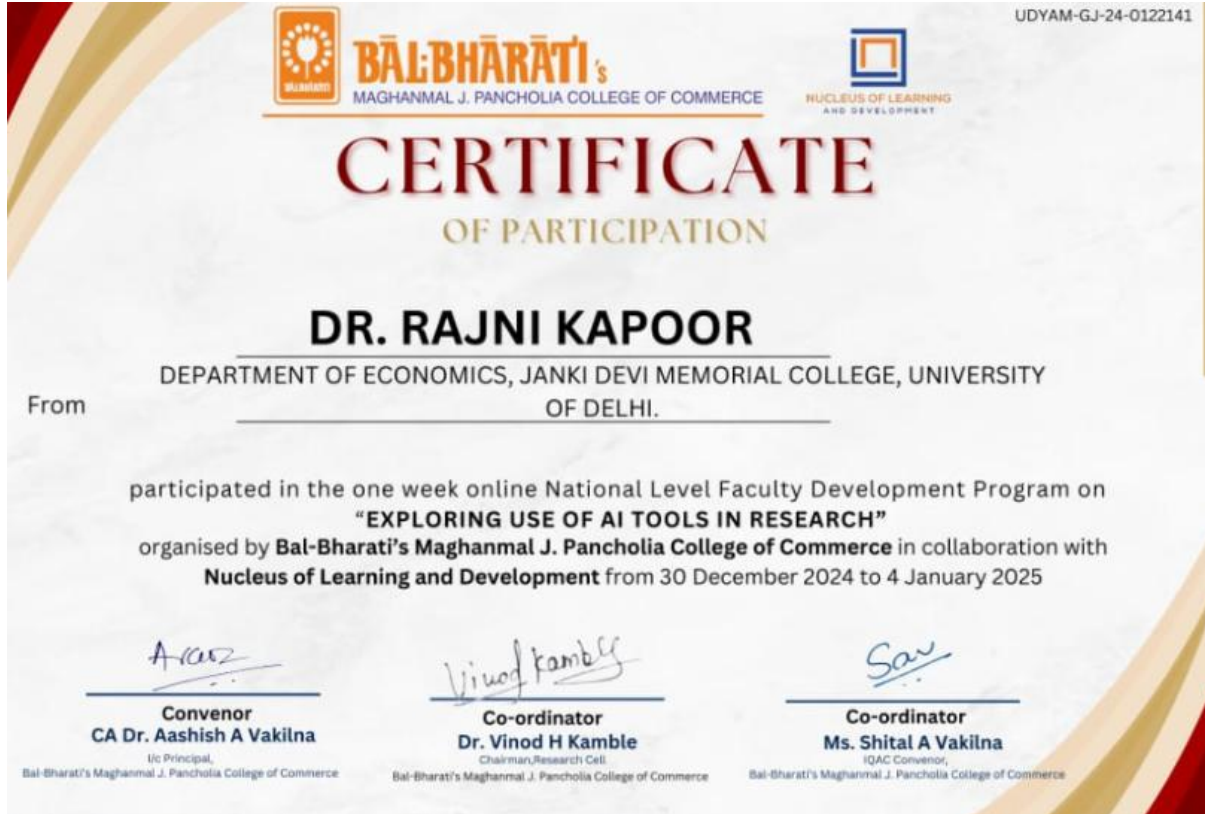 UDYAM-GJ-24-0122141
BAL-BHARATI
BĀL:BHĀRĀTĪ's
MAGHANMAL J. PANCHOLIA COLLEGE OF COMMERCE
NUCLEUS OF LEARNING
AND DEVELOPMENT
CERTIFICATE
OF PARTICIPATION
DR. RAJNI KAPOOR
DEPARTMENT OF ECONOMICS, JANKI DEVI MEMORIAL COLLEGE, UNIVERSITY
From
OF DELHI.
participated in the one week online National Level Faculty Development Program on
“EXPLORING USE OF AI TOOLS IN RESEARCH”
organised by Bal-Bharati’s Maghanmal J. Pancholia College of Commerce in collaboration with
Nucleus of Learning and Development from 30 December 2024 to 4 January 2025
Vinod Kamble
Convenor
CA Dr. Aashish A Vakilna
I/c Principal,
Bal-Bharati's Maghanmal J. Pancholia College of Commerce
Co-ordinator
Dr. Vinod H Kamble
Chairman,Research Cell
Bal-Bharati's Maghanmal J. Pancholia College of Commerce
Co-ordinator
Ms. Shital A Vakilna
IQAC Convenor,
Bal-Bharati's Maghanmal J. Pancholia College of Commerce